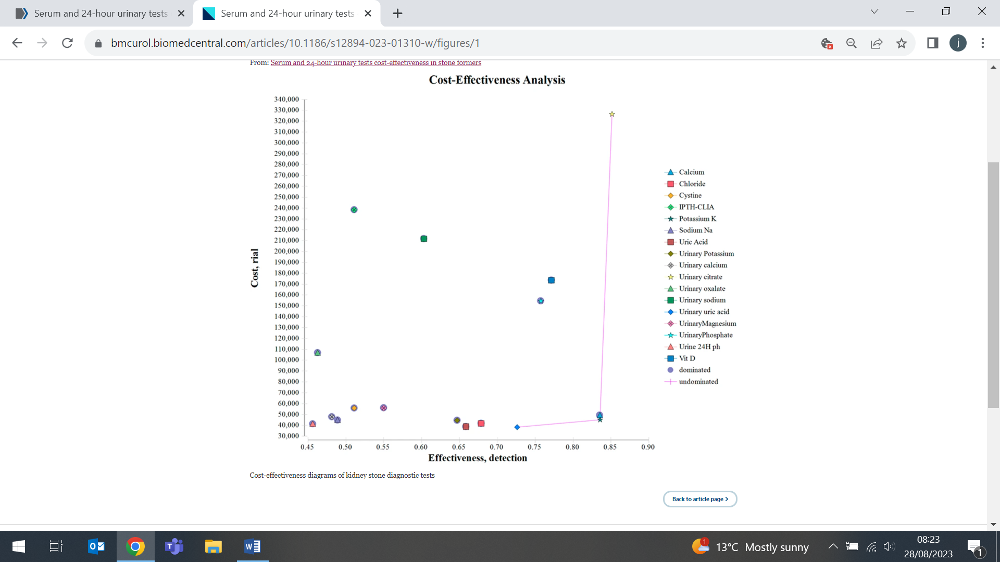 Serum and 24-hour urinary tests
Serum and 24-hour urinary tests
bmcurol.biomedcentral.com/articles/10.1186/s12894-023-01310-w/figures/1
j
From: Serum and 24-hour urinary tests cost-effectiveness in stone formers
Cost-Effectiveness Analysis
340,000
330,000
320,000
310,000
300,000
290,000
280,000
270,000
260,000
250,000
240,000
230,000
220,000
210,000
200,000
190,000
180,000
170,000
160,000
150,000
140,000
130,000
120,000
110,000
100,000
90,000
80,000
70,000
60,000
50,000
40,000
30,000
Cost, rial
0.45 0.50 0.55 0.60 0.65 0.70 0.75 0.80 0.85 0.90
Effectiveness, detection
Calcium
Chloride
Cystine
IPTH-CLIA
Potassium K
Sodium Na
Uric Acid
Urinary Potassium
Urinary calcium
Urinary citrate
Urinary oxalate
Urinary sodium
Urinary uric acid
UrinaryMagnesium
UrinaryPhosphate
Urine 24H ph
Vit D
dominated
undominated
Cost-effectiveness diagrams of kidney stone diagnostic tests
Back to article page
1
13°C Mostly sunny
08:23
28/08/2023
1